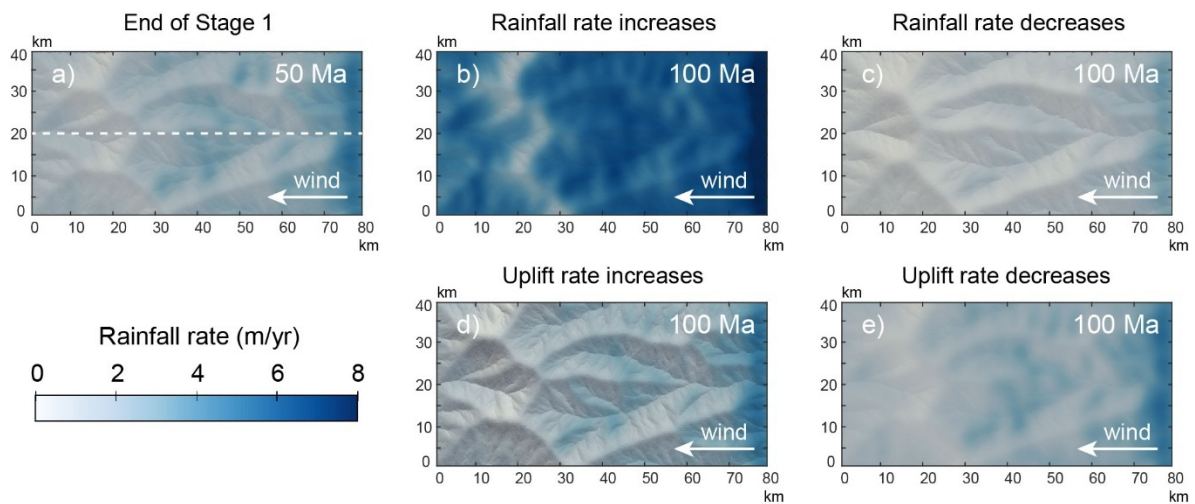 End of Stage 1
Rainfall rate increases
Rainfall rate decreases
km
40
30
20
10
0
a)
50 Ma
wind
0 10 20 30 40 50 60 70 80
km
km
40
30
20
10
0
b)
100 Ma
wind
0 10 20 30 40 50 60 70 80
km
km
40
30
20
10
0
c)
100 Ma
wind
0 10 20 30 40 50 60 70 80
km
Uplift rate increases
Uplift rate decreases
Rainfall rate (m/yr)
0 2 4 6 8
km
40
30
20
10
0
d)
100 Ma
wind
0 10 20 30 40 50 60 70 80
km
km
40
30
20
10
0
e)
100 Ma
wind
0 10 20 30 40 50 60 70 80
km